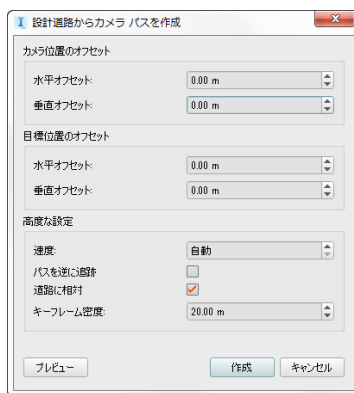 設計道路からカメラ パスを作成
カメラ位置のオフセット
水平オフセット: 0.00 m
垂直オフセット: 0.00 m
目標位置のオフセット
水平オフセット: 0.00 m
垂直オフセット: 0.00 m
高度な設定
速度: 自動
パスを逆に追跡
道路に相対
キーフレーム密度: 20.00 m
プレビュー 作成 キャンセル